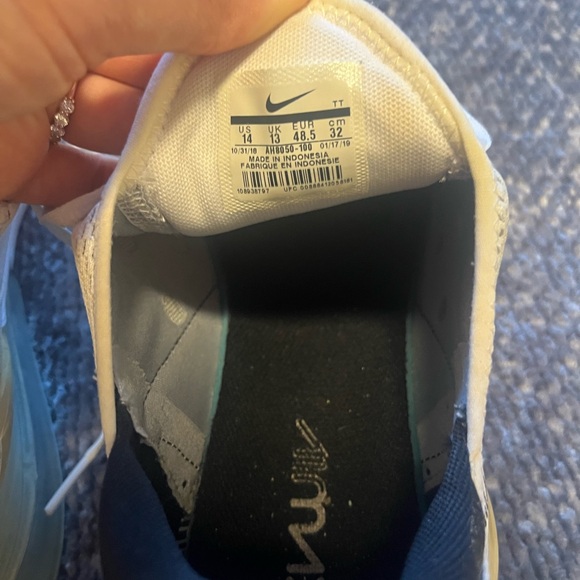 TT
US UK EUR cm
14 13 48.5 32
10/31/18 AH8050-100 01/17/19
MADE IN INDONESIA
FABRIQUE EN INDONESIE
UPC